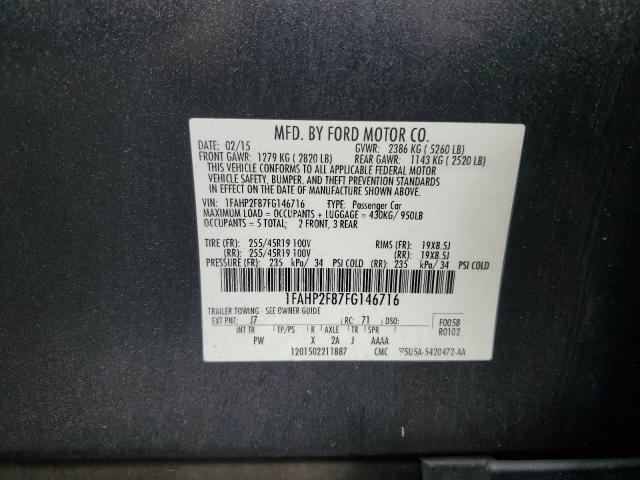 MFD. BY FORD MOTOR CO.
DATE: 02/15 GVWR: 2386 KG ( 5260 LB)
FRONT GAWR: 1279 KG ( 2820 LB) REAR GAWR: 1143 KG ( 2520 LB)
THIS VEHICLE CONFORMS TO ALL APPLICABLE FEDERAL MOTOR
VEHICLE SAFETY, BUMPER, AND THEFT PREVENTION STANDARDS
IN EFFECT ON THE DATE OF MANUFACTURE SHOWN ABOVE.
VIN: 1FAHP2F87FG146716 TYPE: Passenger Car
MAXIMUM LOAD = OCCUPANTS + LUGGAGE = 430KG/ 950LB
OCCUPANTS = 5 TOTAL; 2 FRONT, 3 REAR
TIRE (FR): 255/45R19 100V RIMS (FR): 19X8.5J
(RR): 255/45R19 100V (RR): 19X8.5J
PRESSURE (FR): 235 kPa/ 34 PSI COLD (RR): 235 kPa/ 34 PSI COLD
1FAHP2F87FG146716
TRAILER TOWING - SEE OWNER GUIDE
EXT PNT: J7 RC: 71 DSO: F0058
INT TR TP/PS R AXLE TR SPR R0102
PW X 2A J AAAA
1201502211887 CMC 5U5A-5420472-AA